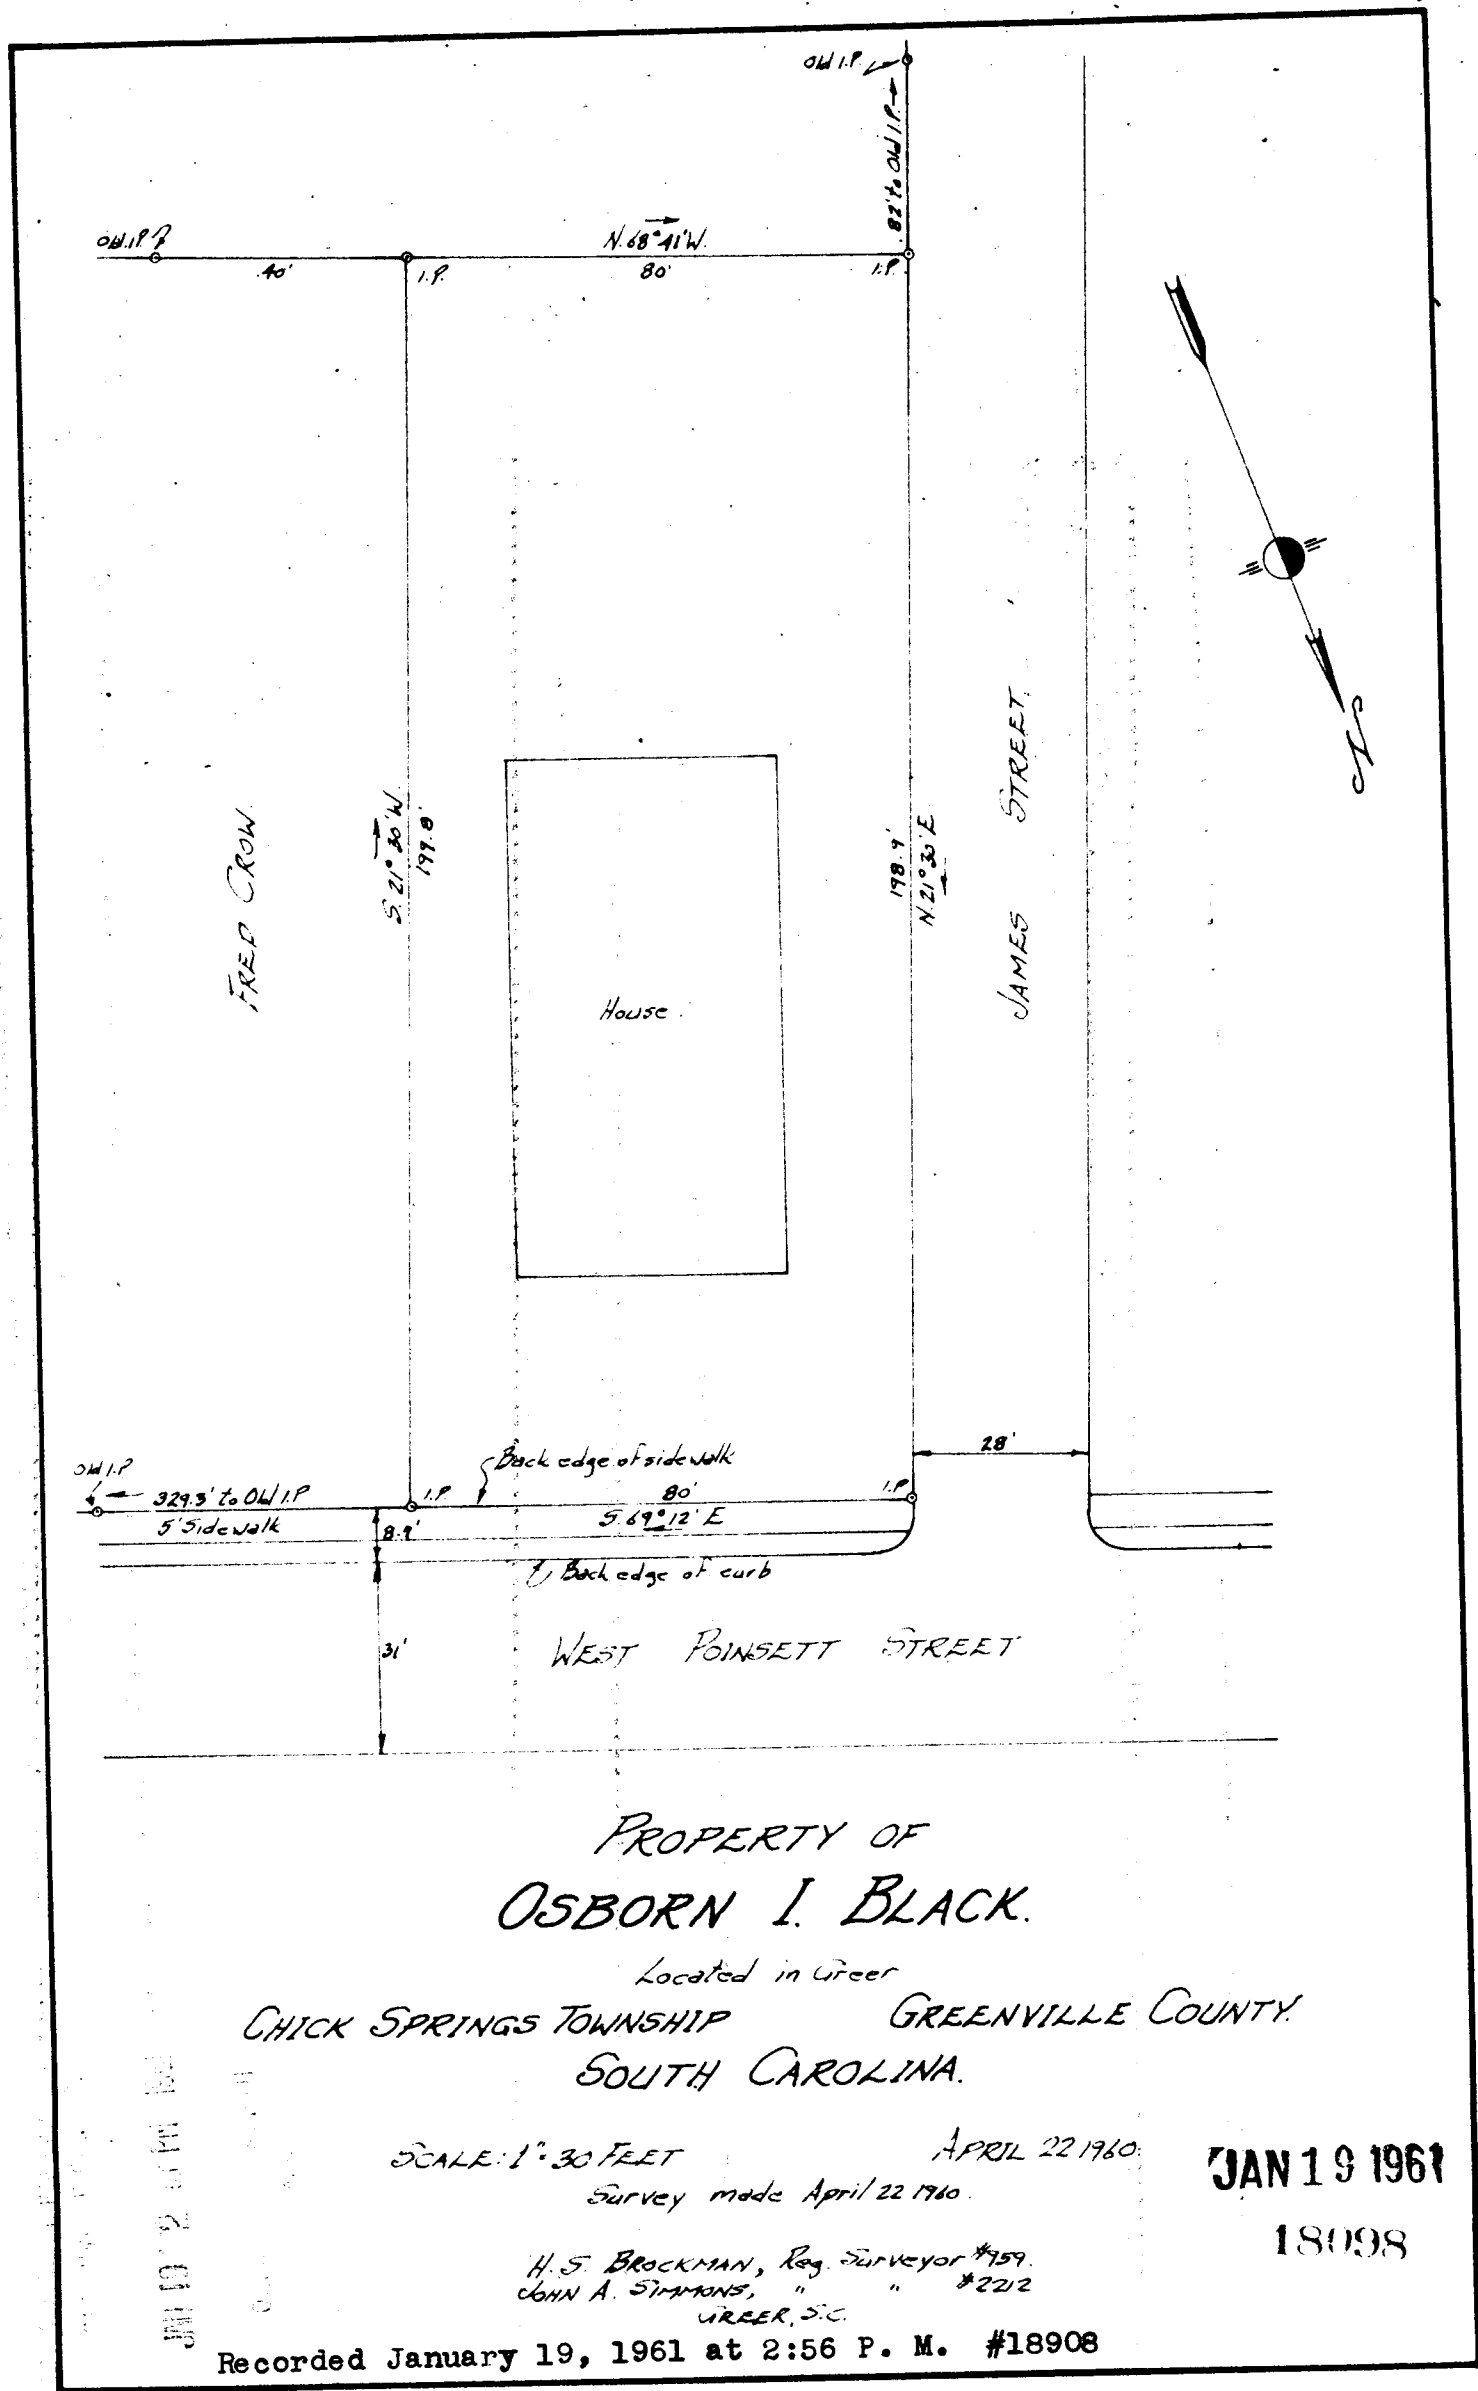 Old I.P.
82' to Old I.P.
Old I.P.
N. 68° 41' W.
40'
I.P.
80'
I.P.
FRED CROW
S. 21° 30' W.
199.8'
House
198.9'
N. 21° 30' E
JAMES STREET
N
28'
Old I.P
329.3' to Old I.P
I.P
Back edge of sidewalk
80'
I.P
5' Sidewalk
8.9'
S. 69° 12' E
Back edge of curb
31'
WEST POINSETT STREET
PROPERTY OF
OSBORN I. BLACK.
Located in Greer
CHICK SPRINGS TOWNSHIP GREENVILLE COUNTY.
SOUTH CAROLINA.
SCALE: 1"= 30 FEET APRIL 22 1960.
Survey made April 22 1960.
JAN 19 1961
18098
H. S. BROCKMAN, Reg. Surveyor #959.
JOHN A. SIMMONS, " " #2212
GREER, S.C.
Recorded January 19, 1961 at 2:56 P. M. #18908